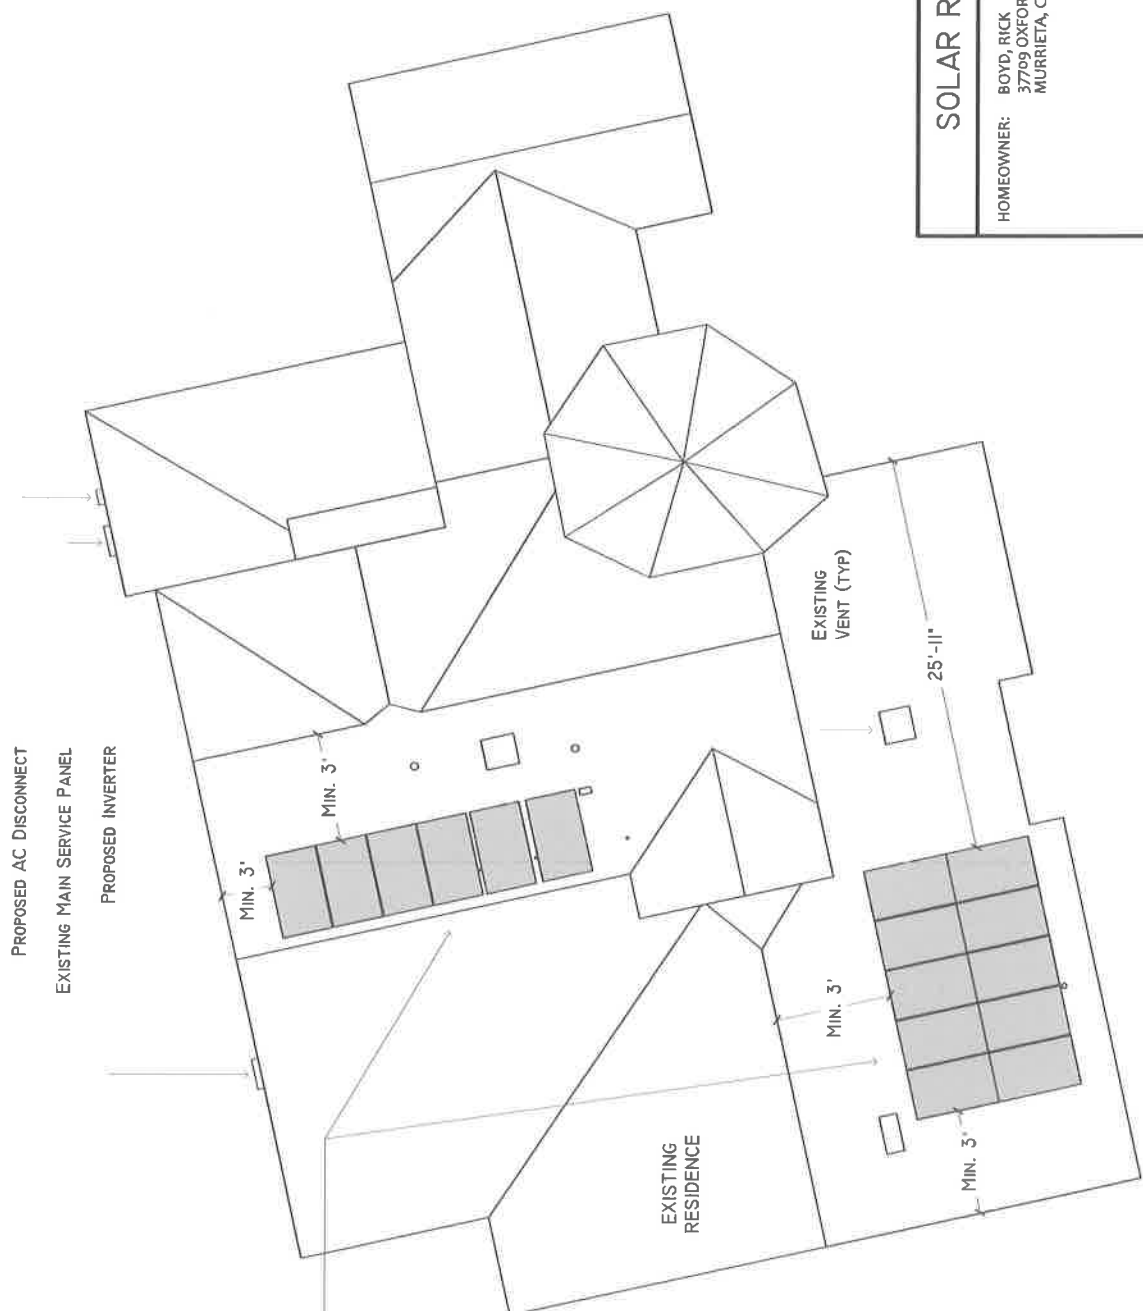 PROPOSED AC DISCONNECT
EXISTING MAIN SERVICE PANEL
PROPOSED INVERTER
MIN. 3'
MIN. 3'
EXISTING
RESIDENCE
EXISTING
VENT (TYP)
MIN. 3'
25'-11"
MIN. 3'
SOLAR R
HOMEOWNER: BOYD, RICK
37709 OXFOR
MURRIETA, C